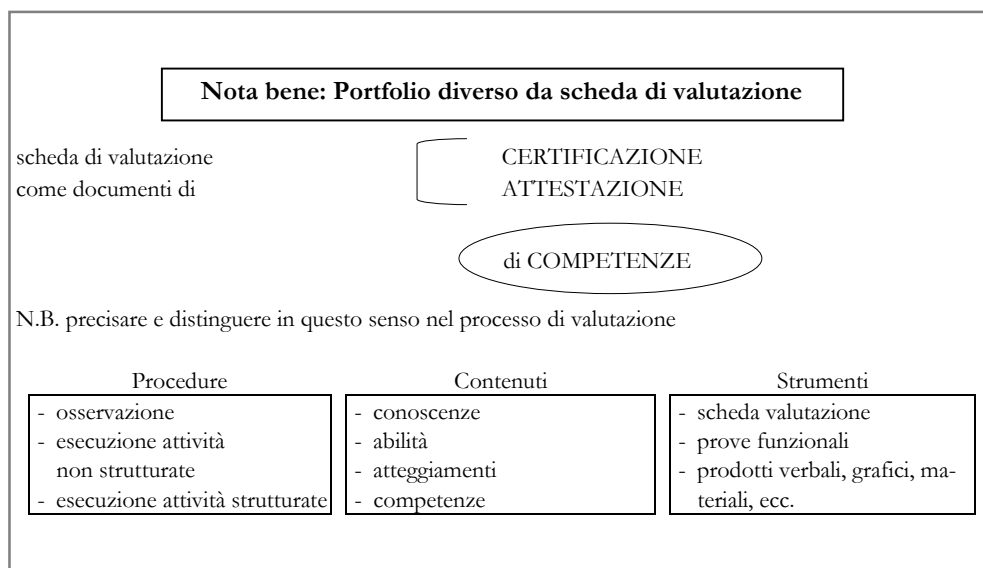 Nota bene: Portfolio diverso da scheda di valutazione
scheda di valutazione
come documenti di
CERTIFICAZIONE
ATTESTAZIONE
di COMPETENZE
N.B. precisare e distinguere in questo senso nel processo di valutazione
Procedure
- osservazione
- esecuzione attività
non strutturate
- esecuzione attività strutturate
Contenuti
- conoscenze
- abilità
- atteggiamenti
- competenze
Strumenti
- scheda valutazione
- prove funzionali
- prodotti verbali, grafici, ma-
teriali, ecc.